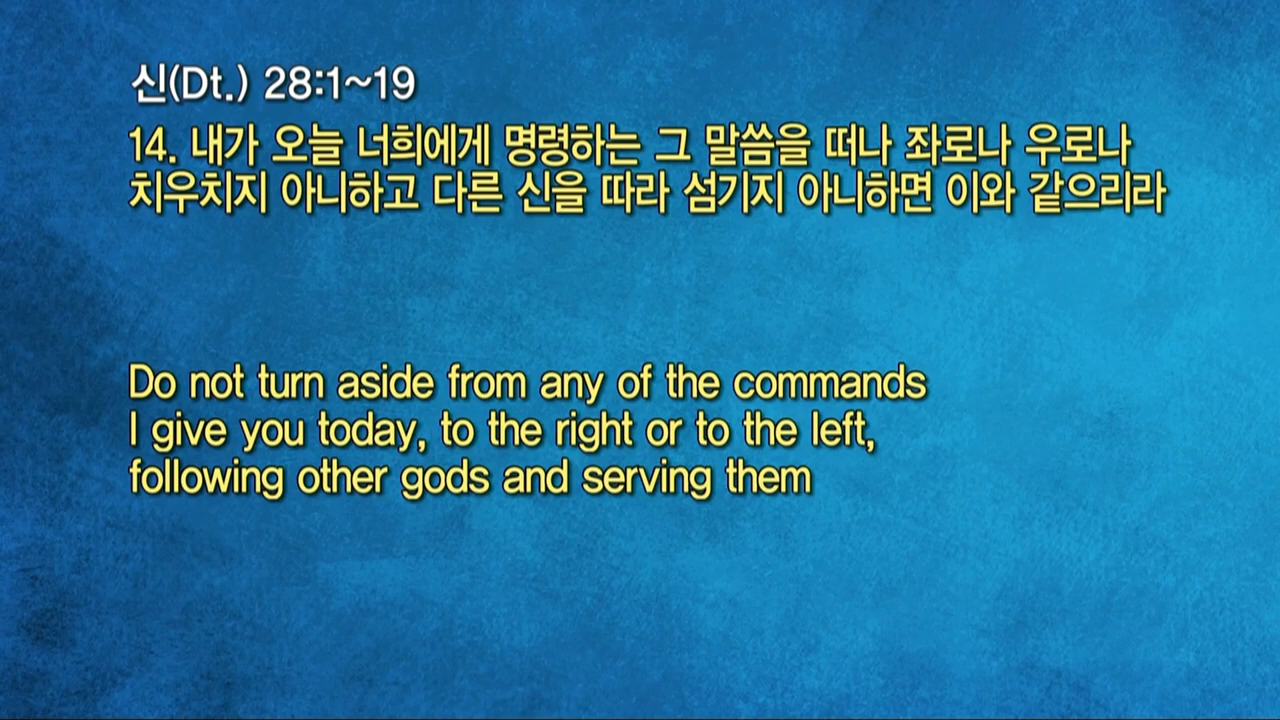 신(Dt.) 28:1~19
14. 내가 오늘 너희에게 명령하는 그 말씀을 떠나 좌로나 우로나
치우치지 아니하고 다른 신을 따라 섬기지 아니하면 이와 같으리라
Do not turn aside from any of the commands
I give you today, to the right or to the left,
following other gods and serving them